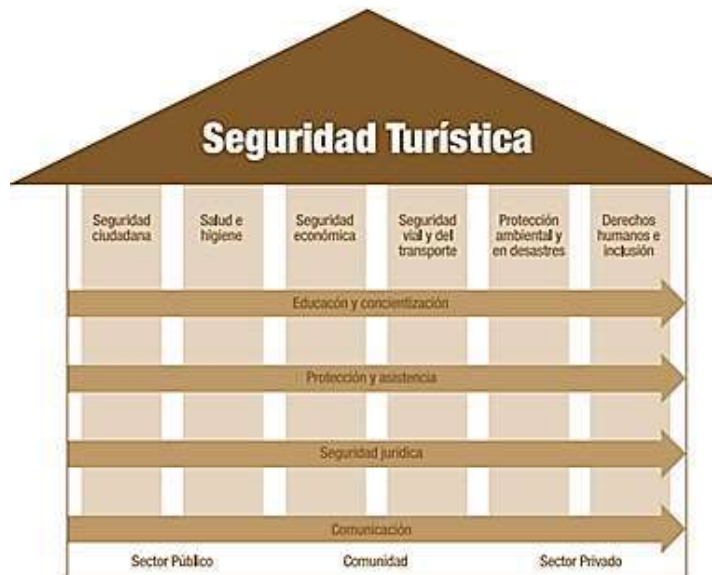 Seguridad Turística
Seguridad
ciudadana
Salud e
higiene
Seguridad
económica
Seguridad
vial y del
transporte
Protección
ambiental y
en desastres
Derechos
humanos e
inclusión
Educacón y concientización
Protección y asistencia
Seguridad jurídica
Comunicación
Sector Público
Comunidad
Sector Privado